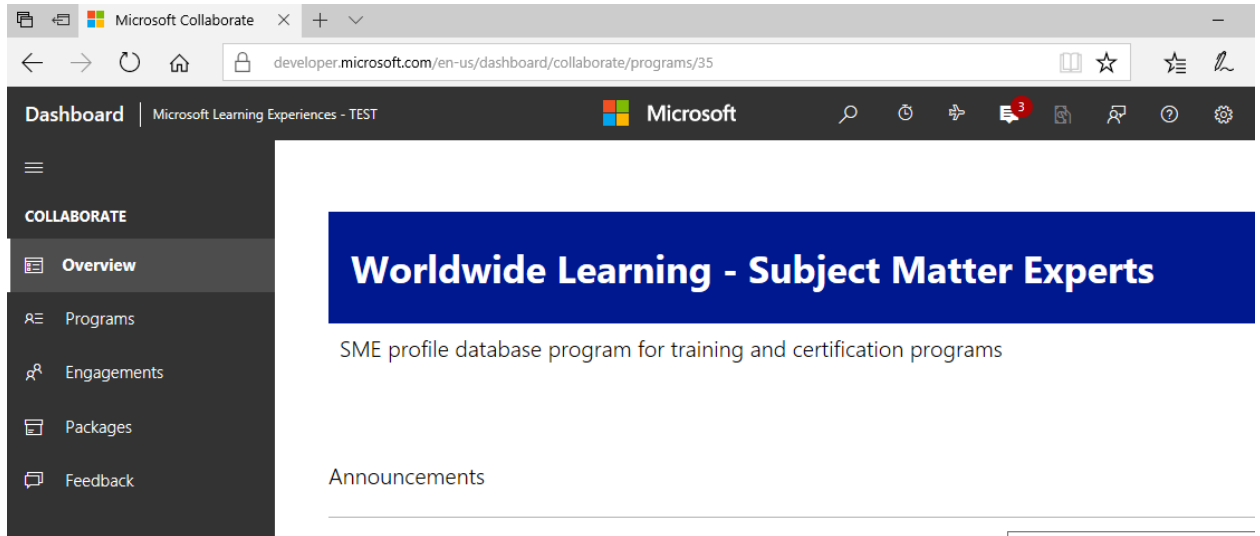 Microsoft Collaborate
developer.microsoft.com/en-us/dashboard/collaborate/programs/35
Dashboard | Microsoft Learning Experiences - TEST Microsoft 3
COLLABORATE
Overview
Worldwide Learning - Subject Matter Experts
Programs
SME profile database program for training and certification programs
Engagements
Packages
Feedback
Announcements